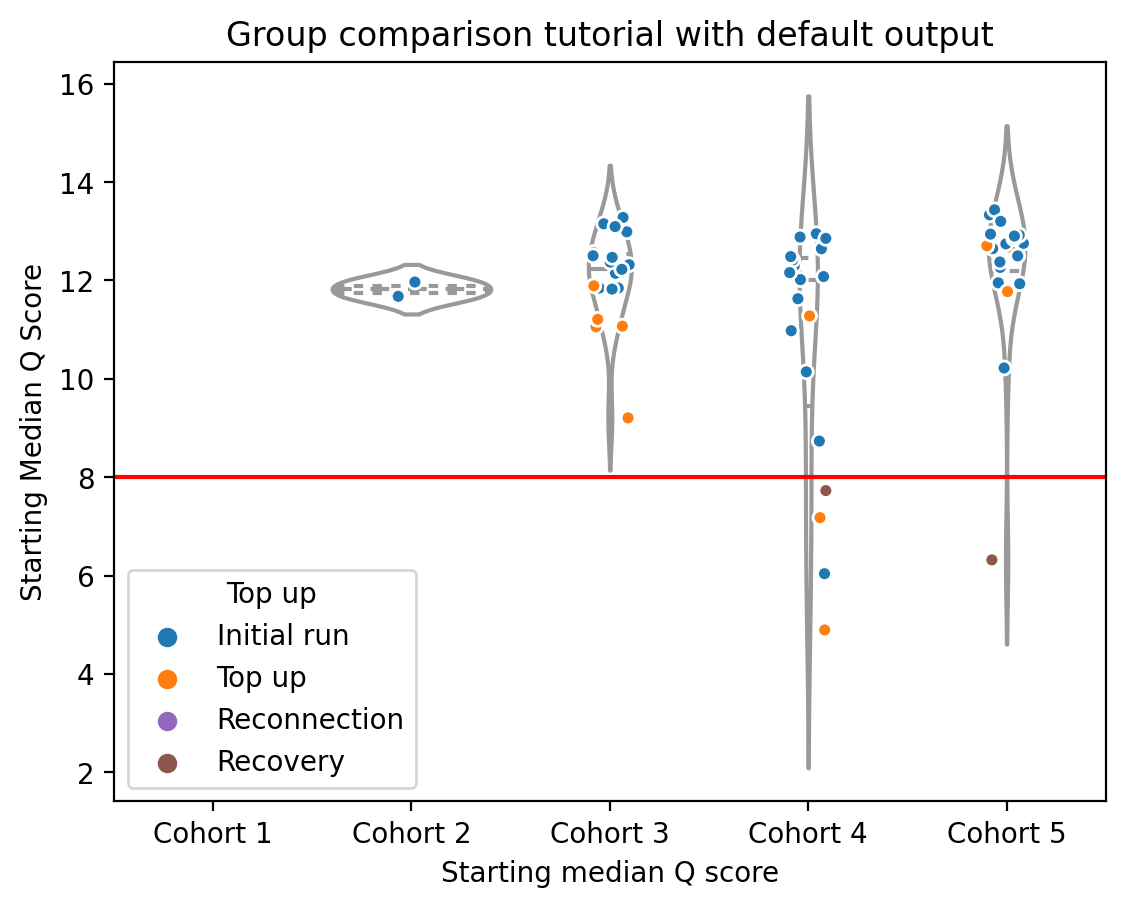 Group comparison tutorial with default output
Starting Median Q Score
16
14
12
10
8
6
4
2
Top up
Initial run
Top up
Reconnection
Recovery
Cohort 1
Cohort 2
Cohort 3
Cohort 4
Cohort 5
Starting median Q score